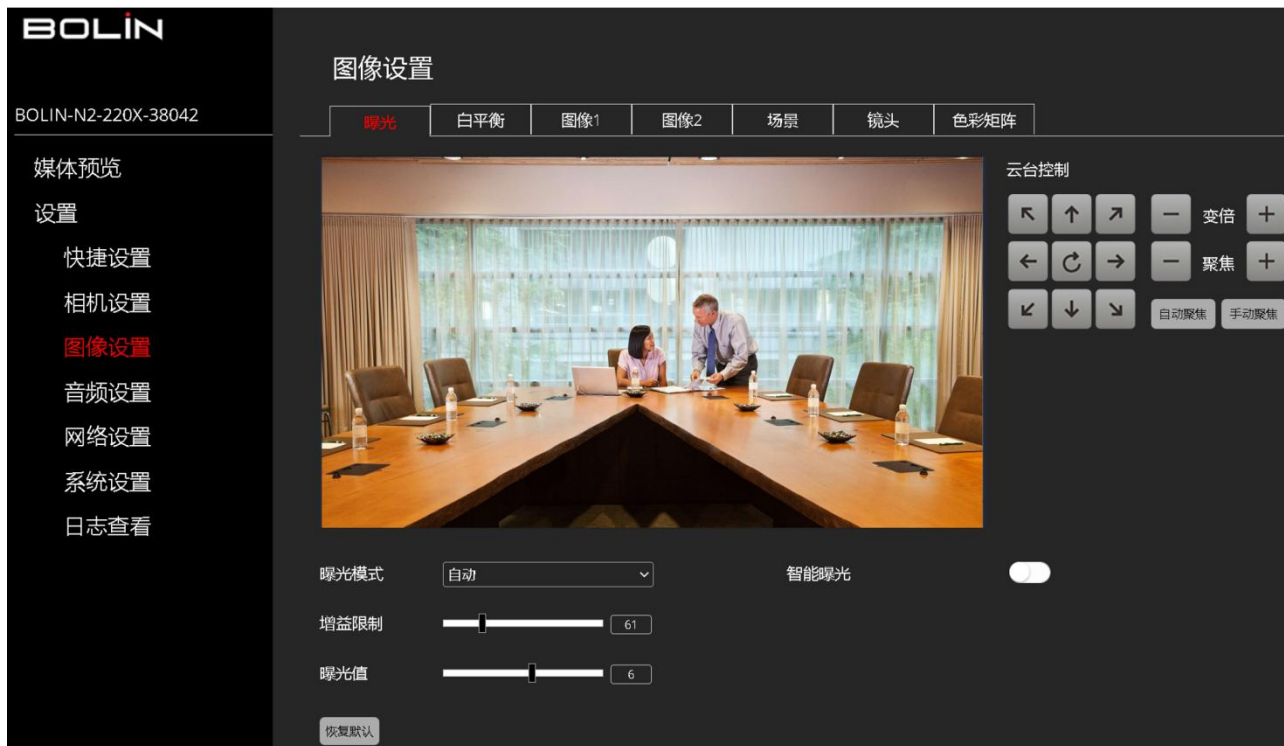 BOLIN
BOLIN-N2-220X-38042
媒体预览
设置
快捷设置
相机设置
图像设置
音频设置
网络设置
系统设置
日志查看
图像设置
曝光 白平衡 图像1 图像2 场景 镜头 色彩矩阵
云台控制
变倍
聚焦
自动聚焦 手动聚焦
曝光模式 自动 智能曝光
增益限制 61
曝光值 6
恢复默认